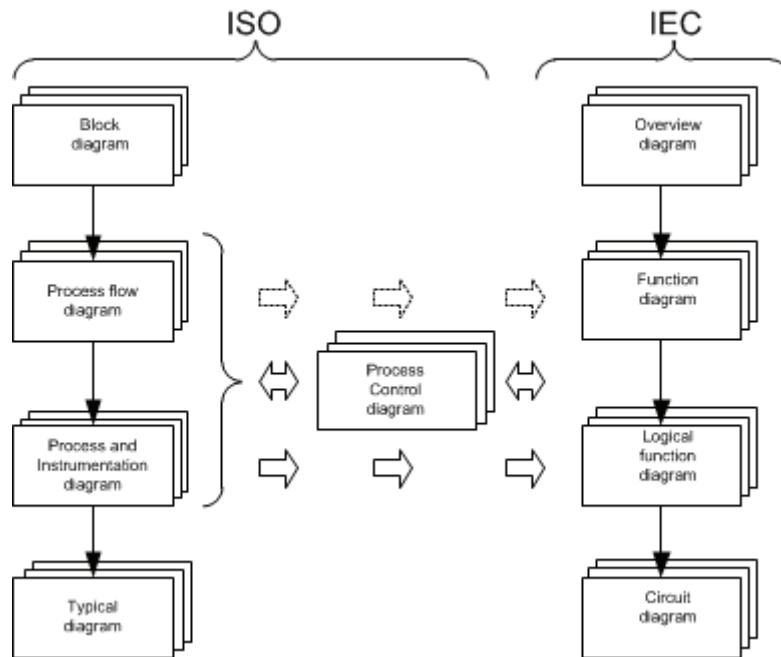 ISO
IEC
Block
diagram
Overview
diagram
Process flow
diagram
Function
diagram
Process
Control
diagram
Process and
Instrumentation
diagram
Logical
function
diagram
Typical
diagram
Circuit
diagram